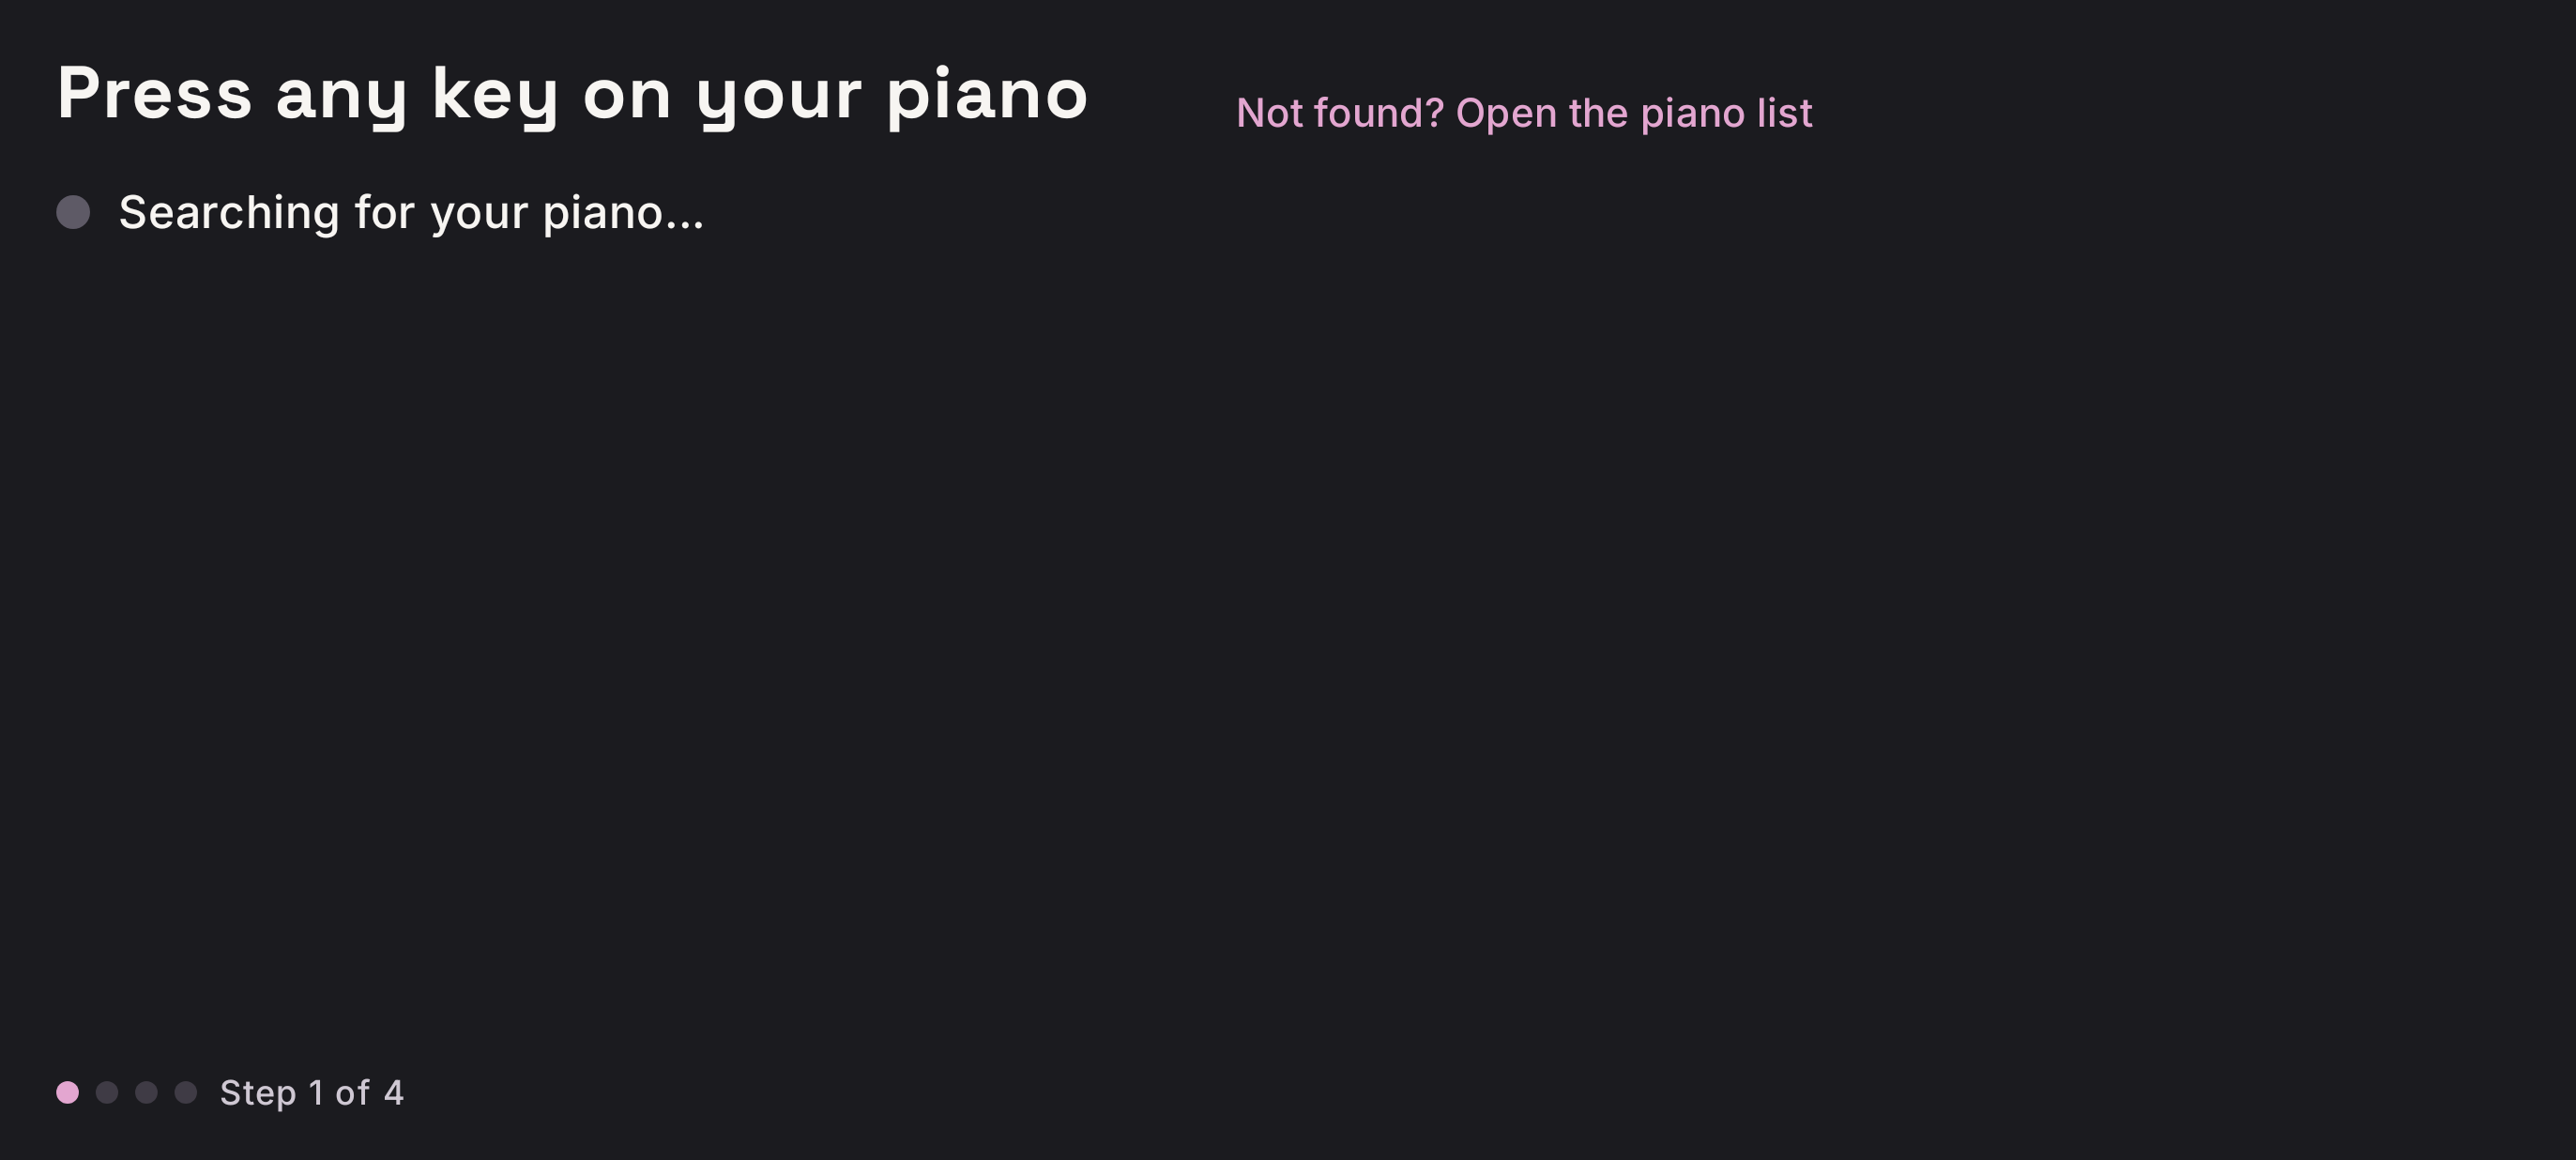 Press any key on your piano
Not found? Open the piano list
Searching for your piano...
Step 1 of 4